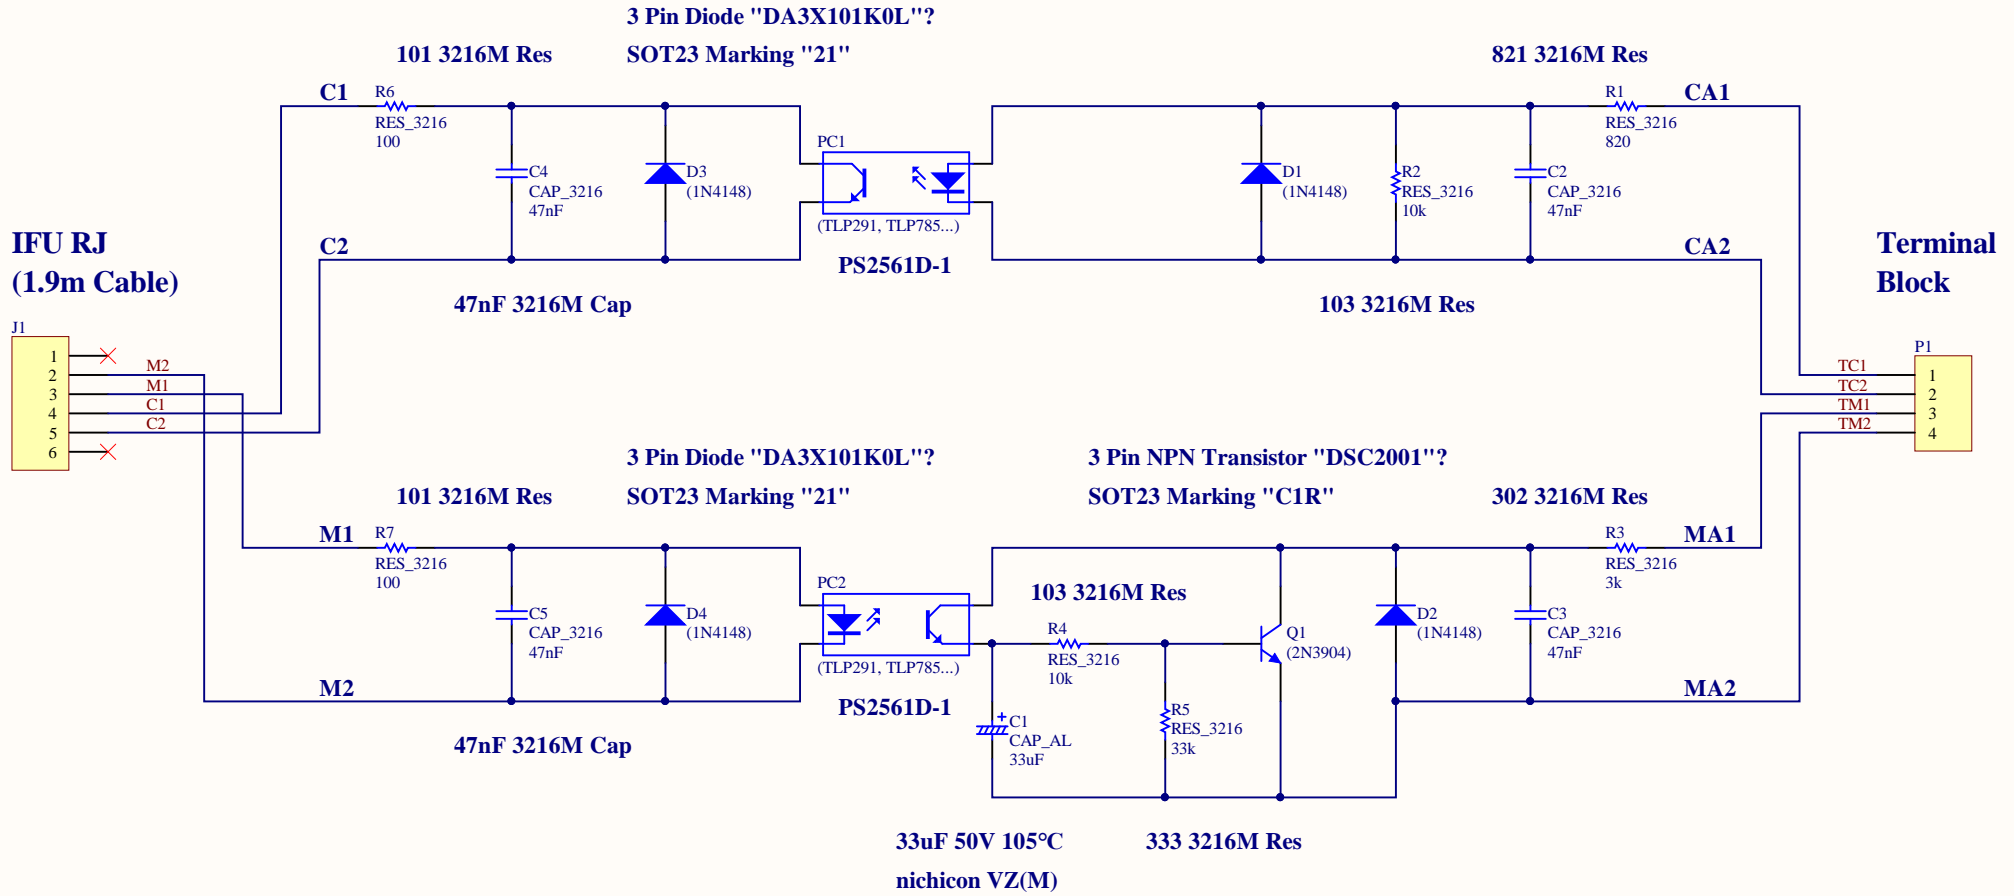 3 Pin Diode "DA3X101K0L"?
101 3216M Res
SOT23 Marking "21"
821 3216M Res
C1
R6
RES_3216
100
R1
RES_3216
820
CA1
PC1
C4
CAP_3216
47nF
D3
(1N4148)
D1
(1N4148)
R2
RES_3216
10k
C2
CAP_3216
47nF
(TLP291, TLP785...)
IFU RJ
(1.9m Cable)
C2
PS2561D-1
CA2
Terminal
Block
47nF 3216M Cap
103 3216M Res
J1
1
2
3
4
5
6
M2
M1
C1
C2
P1
TC1
TC2
TM1
TM2
1
2
3
4
3 Pin Diode "DA3X101K0L"?
3 Pin NPN Transistor "DSC2001"?
101 3216M Res
SOT23 Marking "21"
SOT23 Marking "C1R"
302 3216M Res
M1
R7
RES_3216
100
R3
RES_3216
3k
MA1
PC2
103 3216M Res
C5
CAP_3216
47nF
D4
(1N4148)
R4
RES_3216
10k
Q1
(2N3904)
D2
(1N4148)
C3
CAP_3216
47nF
(TLP291, TLP785...)
M2
PS2561D-1
MA2
+
C1
CAP_AL
33uF
R5
RES_3216
33k
47nF 3216M Cap
33uF 50V 105℃
333 3216M Res
nichicon VZ(M)